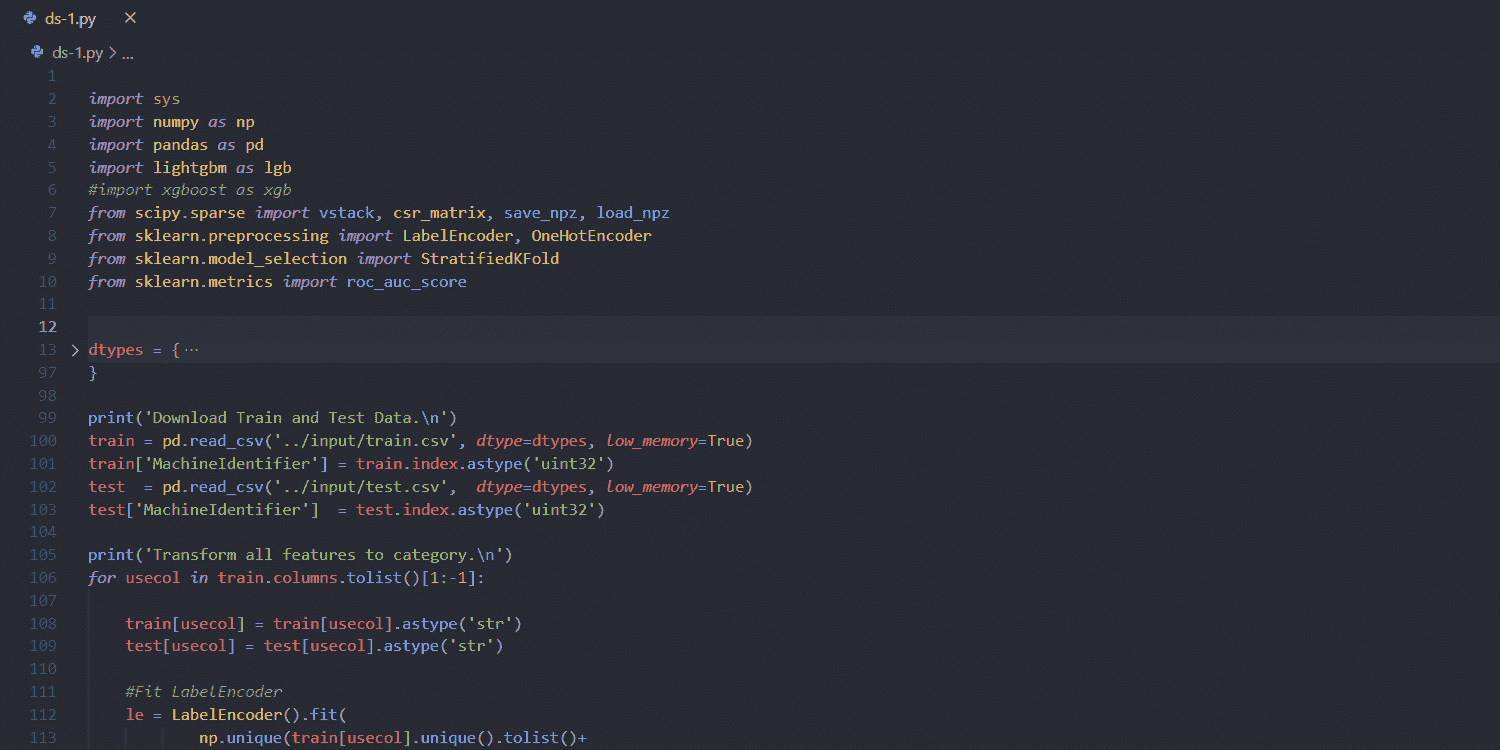 ds-1.py ×
ds-1.py > ...
1
2 import sys
3 import numpy as np
4 import pandas as pd
5 import lightgbm as lgb
6 #import xgboost as xgb
7 from scipy.sparse import vstack, csr_matrix, save_npz, load_npz
8 from sklearn.preprocessing import LabelEncoder, OneHotEncoder
9 from sklearn.model_selection import StratifiedKFold
10 from sklearn.metrics import roc_auc_score
11
12
13 > dtypes = {···
97 }
98
99 print('Download Train and Test Data.\n')
100 train = pd.read_csv('../input/train.csv', dtype=dtypes, low_memory=True)
101 train['MachineIdentifier'] = train.index.astype('uint32')
102 test  = pd.read_csv('../input/test.csv',  dtype=dtypes, low_memory=True)
103 test['MachineIdentifier']  = test.index.astype('uint32')
104
105 print('Transform all features to category.\n')
106 for usecol in train.columns.tolist()[1:-1]:
107
108     train[usecol] = train[usecol].astype('str')
109     test[usecol] = test[usecol].astype('str')
110
111     #Fit LabelEncoder
112     le = LabelEncoder().fit(
113             np.unique(train[usecol].unique().tolist()+